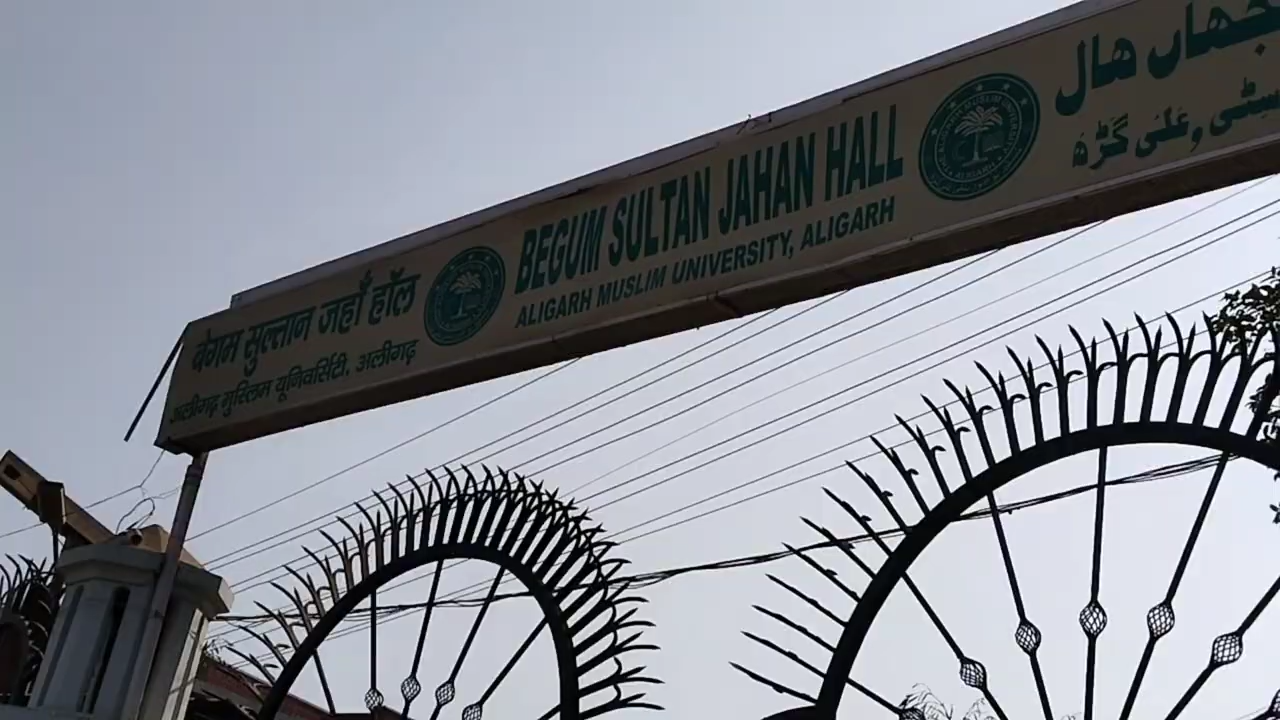 बेगम सुल्तान जहाँ हॉल
अलीगढ़ मुस्लिम यूनिवर्सिटी, अलीगढ़
BEGUM SULTAN JAHAN HALL
ALIGARH MUSLIM UNIVERSITY, ALIGARH
ہال
علی گڑھ